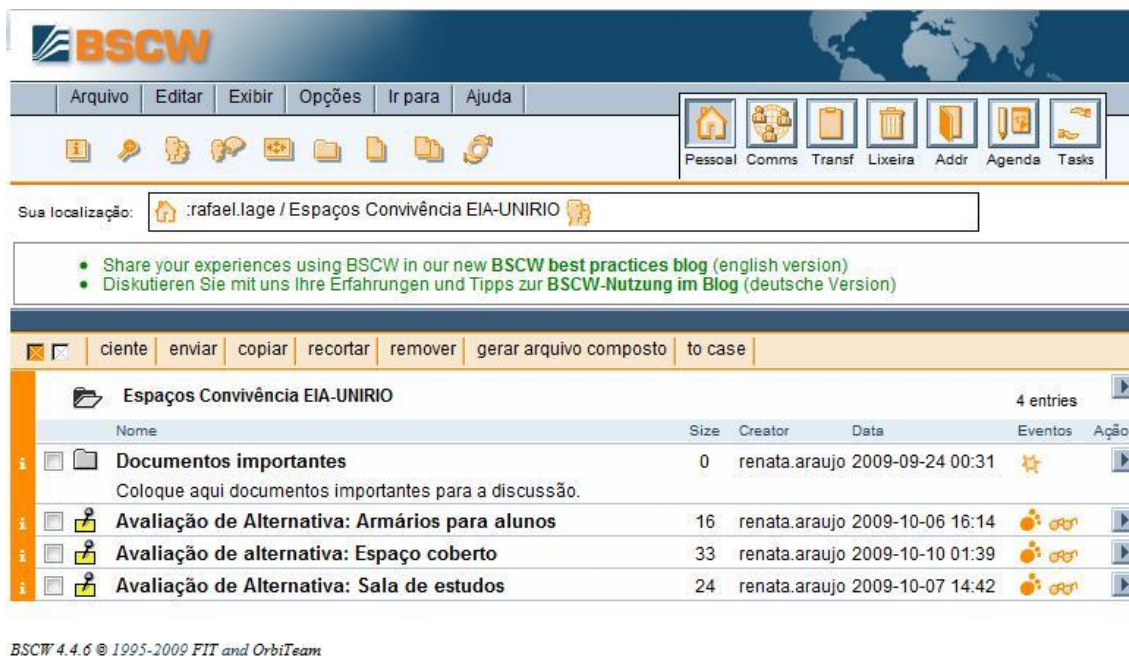 BSCW
Arquivo Editar Exibir Opções Ir para Ajuda
Pessoal Comms Transf Lixeira Addr Agenda Tasks
Sua localização: :rafael.lage / Espaços Convivência EIA-UNIRIO
• Share your experiences using BSCW in our new BSCW best practices blog (english version)
• Diskutieren Sie mit uns Ihre Erfahrungen und Tipps zur BSCW-Nutzung im Blog (deutsche Version)
ciente enviar copiar recortar remover gerar arquivo composto to case
Espaços Convivência EIA-UNIRIO 4 entries
Nome Size Creator Data Eventos Ação
Documentos importantes 0 renata.araujo 2009-09-24 00:31
Coloque aqui documentos importantes para a discussão.
Avaliação de Alternativa: Armários para alunos 16 renata.araujo 2009-10-06 16:14
Avaliação de alternativa: Espaço coberto 33 renata.araujo 2009-10-10 01:39
Avaliação de Alternativa: Sala de estudos 24 renata.araujo 2009-10-07 14:42
BSCW 4.4.6 © 1995-2009 FIT and OrbiTeam